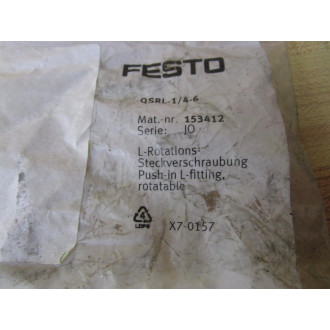 FESTO
QSRL-1/4-6
Mat.-nr. 153412
Serie: JO
L-Rotations-
Steckverschraubung
Push-in L-fitting,
rotatable
4
LDPE
X7-0157